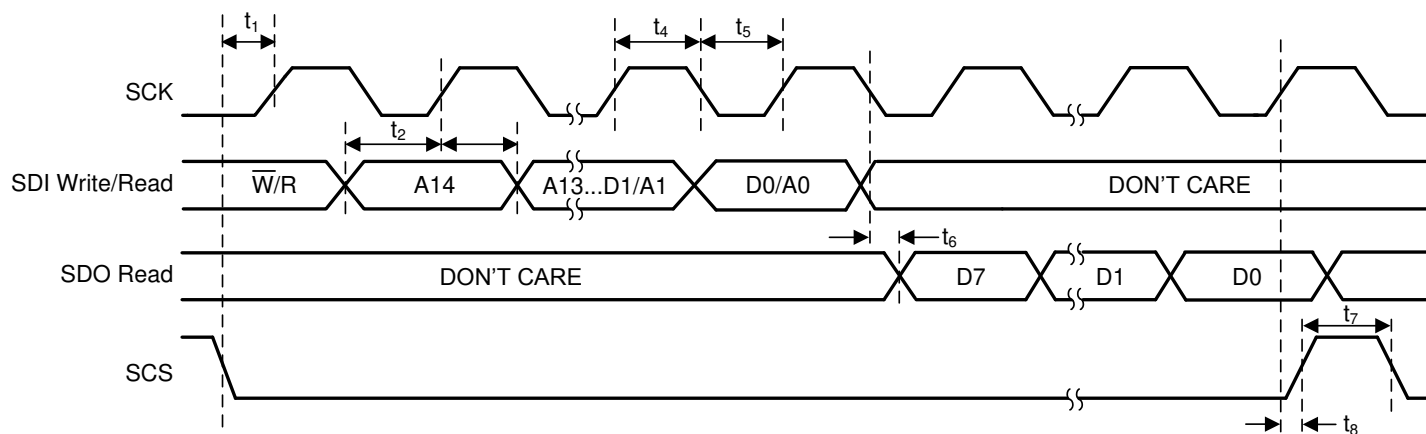 t1 t4 t5
SCK
t2
SDI Write/Read W̅/R A14 A13...D1/A1 D0/A0 DON'T CARE
t6
SDO Read DON'T CARE D7 D1 D0
t7
SCS
t8